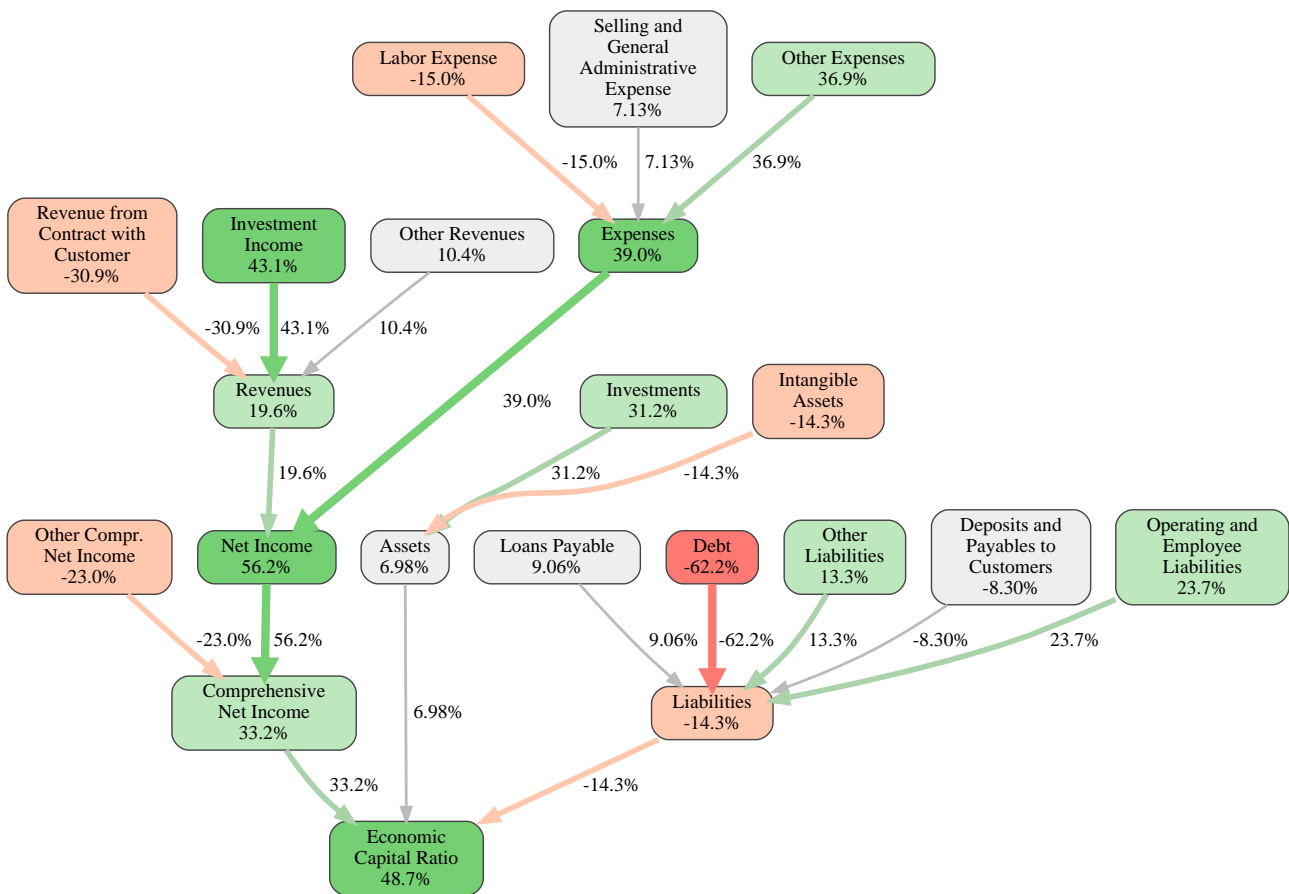 Selling and
General
Administrative
Expense
7.13%
Labor Expense
-15.0%
Other Expenses
36.9%
-15.0%
7.13%
36.9%
Revenue from
Contract with
Customer
-30.9%
Investment
Income
43.1%
Other Revenues
10.4%
Expenses
39.0%
-30.9%
43.1%
10.4%
Revenues
19.6%
39.0%
Investments
31.2%
Intangible
Assets
-14.3%
19.6%
31.2%
-14.3%
Other Compr.
Net Income
-23.0%
Net Income
56.2%
Assets
6.98%
Loans Payable
9.06%
Debt
-62.2%
Other
Liabilities
13.3%
Deposits and
Payables to
Customers
-8.30%
Operating and
Employee
Liabilities
23.7%
-23.0%
56.2%
9.06%
-62.2%
13.3%
-8.30%
23.7%
Comprehensive
Net Income
33.2%
6.98%
Liabilities
-14.3%
33.2%
-14.3%
Economic
Capital Ratio
48.7%